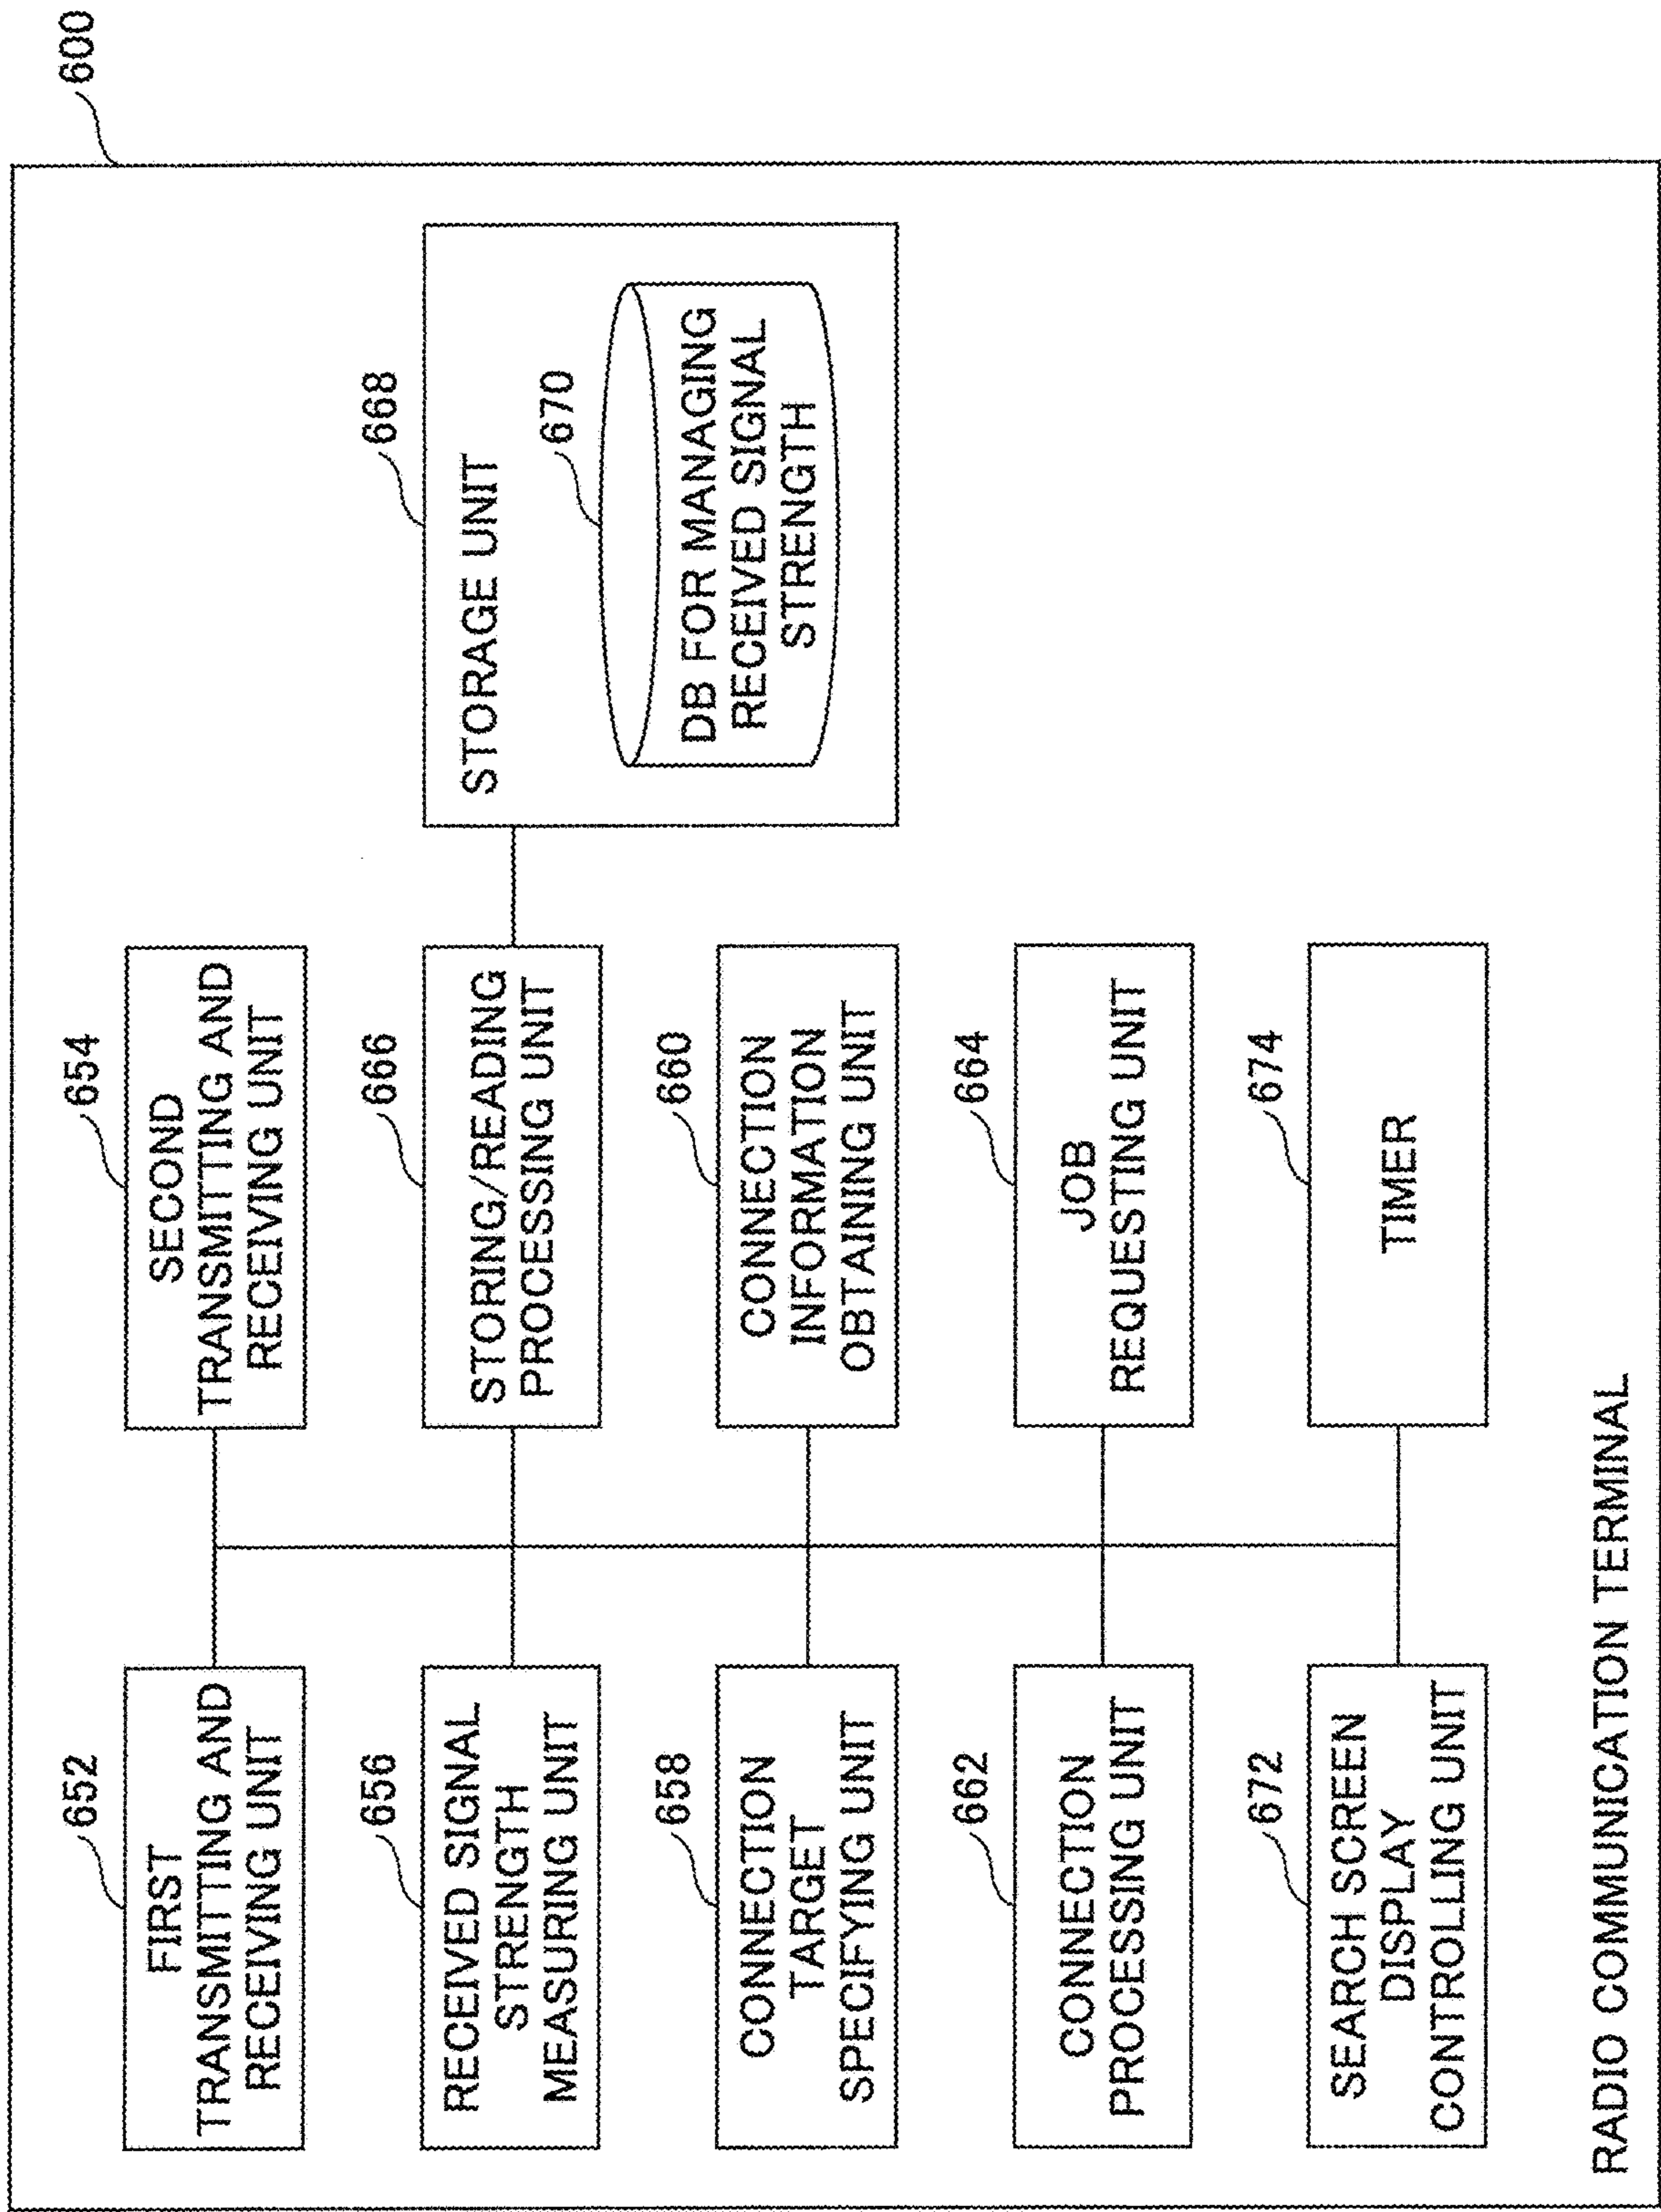 600
652
FIRST
TRANSMITTING AND
RECEIVING UNIT
654
SECOND
TRANSMITTING AND
RECEIVING UNIT
656
RECEIVED SIGNAL
STRENGTH
MEASURING UNIT
666
STORING/READING
PROCESSING UNIT
668
STORAGE UNIT
670
DB FOR MANAGING
RECEIVED SIGNAL
STRENGTH
658
CONNECTION
TARGET
SPECIFYING UNIT
660
CONNECTION
INFORMATION
OBTAINING UNIT
662
CONNECTION
PROCESSING UNIT
664
JOB
REQUESTING UNIT
672
SEARCH SCREEN
DISPLAY
CONTROLLING UNIT
674
TIMER
RADIO COMMUNICATION TERMINAL